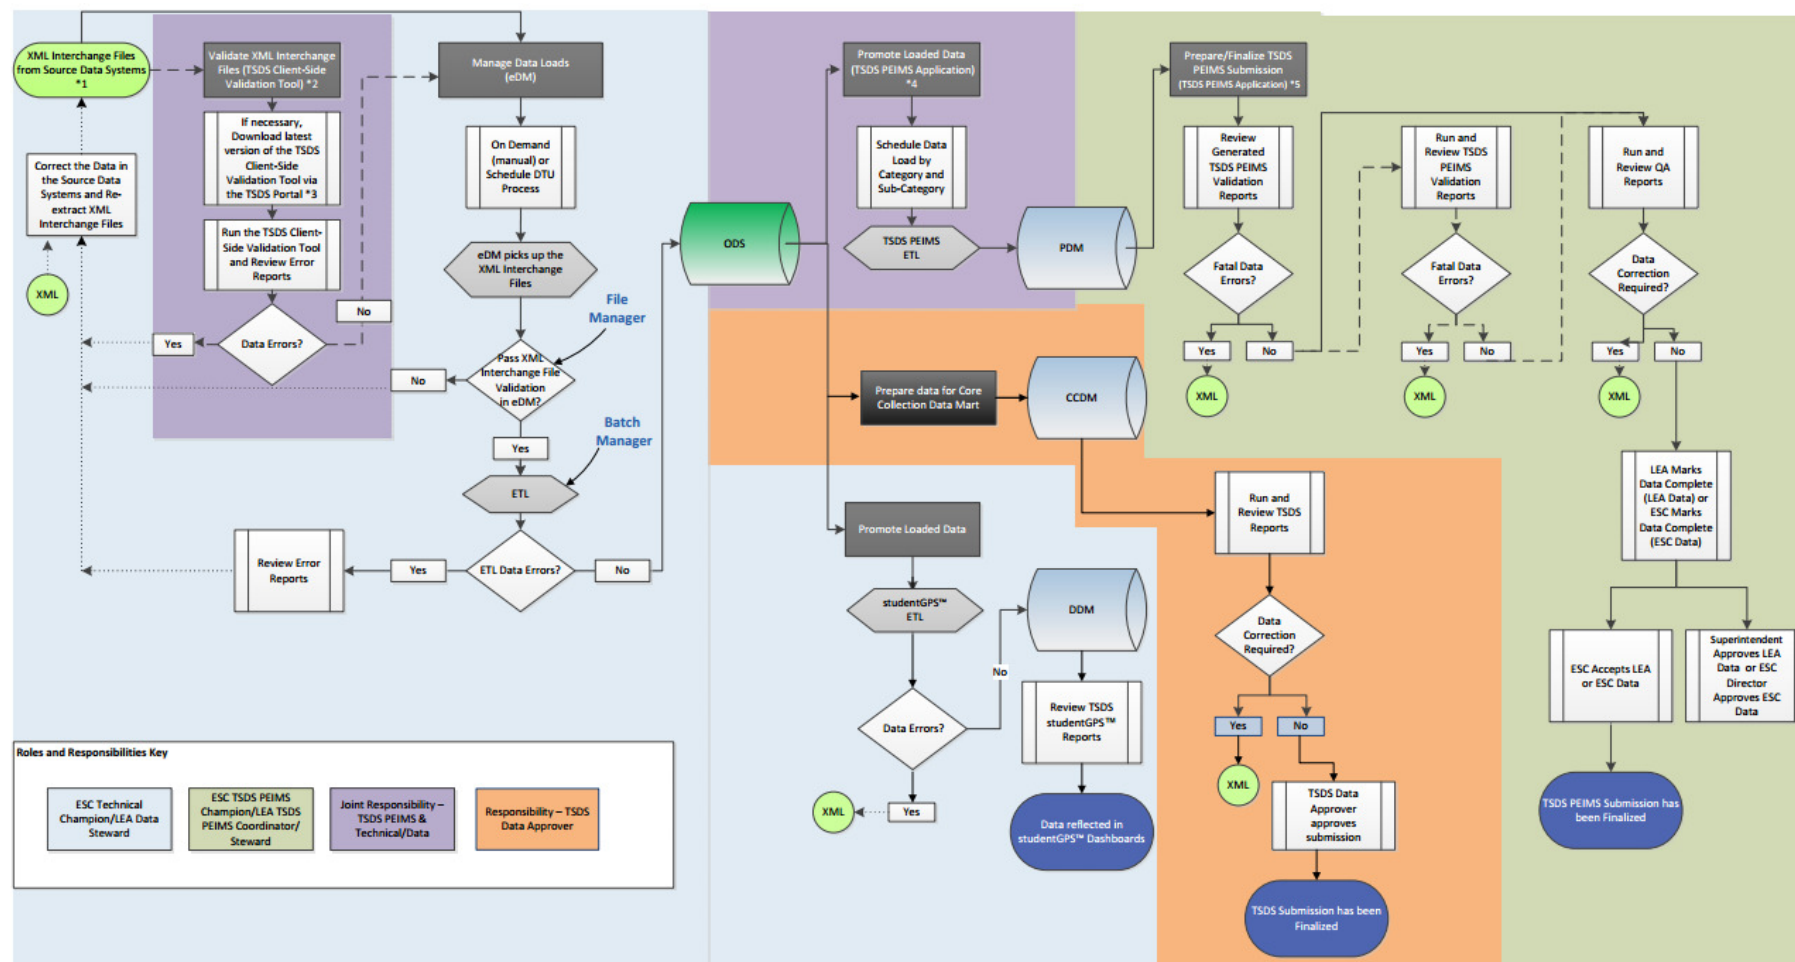 XML Interchange Files
from Source Data Systems
*1
Validate XML Interchange
Files (TSDS Client-Side
Validation Tool) *2
If necessary,
Download latest
version of the TSDS
Client-Side
Validation Tool via
the TSDS Portal *3
Run the TSDS Client-
Side Validation Tool
and Review Error
Reports
Data Errors?
Yes
No
Correct the Data in
the Source Data
Systems and Re-
extract XML
Interchange Files
XML
Manage Data Loads
(eDM)
On Demand
(manual) or
Schedule DTU
Process
eDM picks up the
XML Interchange
Files
File
Manager
Pass XML
Interchange File
Validation
in eDM?
No
Yes
Batch
Manager
ETL
ETL Data Errors?
Yes
No
Review Error
Reports
ODS
Promote Loaded Data
(TSDS PEIMS Application)
*4
Schedule Data
Load by
Category and
Sub-Category
TSDS PEIMS
ETL
PDM
Prepare/Finalize TSDS
PEIMS Submission
(TSDS PEIMS Application) *5
Review
Generated
TSDS PEIMS
Validation
Reports
Fatal Data
Errors?
Yes
No
XML
Run and
Review TSDS
PEIMS
Validation
Reports
Fatal Data
Errors?
Yes
No
XML
Run and
Review QA
Reports
Data
Correction
Required?
Yes
No
XML
LEA Marks
Data Complete
(LEA Data) or
ESC Marks
Data Complete
(ESC Data)
ESC Accepts LEA
or ESC Data
Superintendent
Approves LEA
Data or ESC
Director
Approves ESC
Data
TSDS PEIMS Submission has
been Finalized
Prepare data for Core
Collection Data Mart
CCDM
Run and
Review TSDS
Reports
Data
Correction
Required?
Yes
No
XML
TSDS Data
Approver
approves
submission
TSDS Submission has been
Finalized
Promote Loaded Data
studentGPS™
ETL
Data Errors?
No
Yes
XML
DDM
Review TSDS
studentGPS™
Reports
Data reflected in
studentGPS™ Dashboards
Roles and Responsibilities Key
ESC Technical
Champion/LEA Data
Steward
ESC TSDS PEIMS
Champion/LEA TSDS
PEIMS Coordinator/
Steward
Joint Responsibility –
TSDS PEIMS &
Technical/Data
Responsibility – TSDS
Data Approver